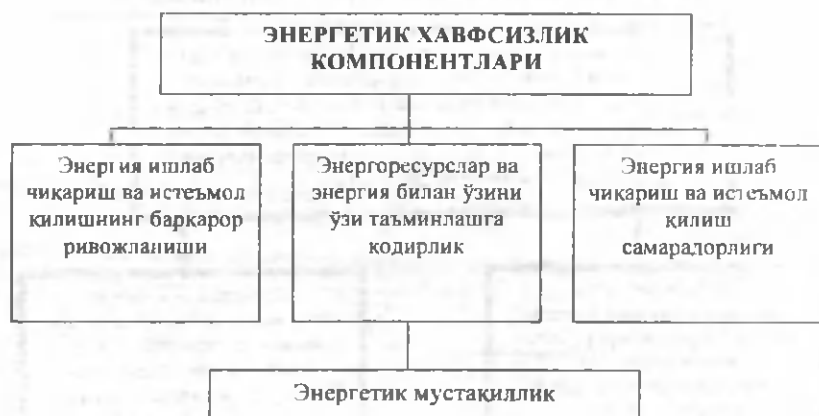 ЭНЕРГЕТИК ХАВФСИЗЛИК
КОМПОНЕНТЛАРИ
Энергия ишлаб
чиқариш ва истеъмол
қилишнинг барқарор
ривожланиши
Энергоресурслар ва
энергия билан ўзини
ўзи таъминлашга
кодирлик
Энергия ишлаб
чиқариш ва истеъмол
қилиш
самарадорлиги
Энергетик мустақиллик